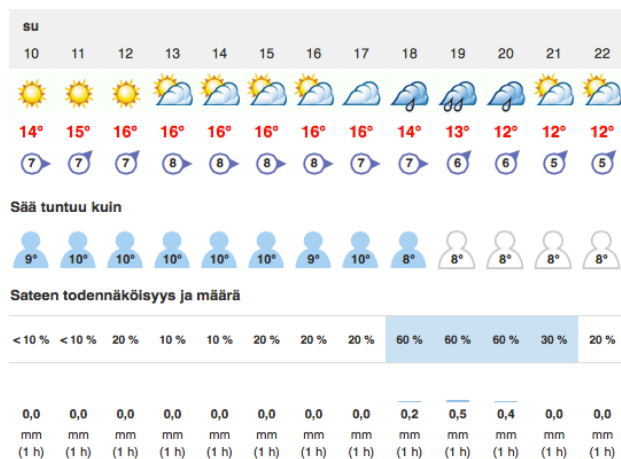 su
10 11 12 13 14 15 16 17 18 19 20 21 22
14° 15° 16° 16° 16° 16° 16° 16° 14° 13° 12° 12° 12°
7 7 7 8 8 8 8 7 7 6 6 5 5
Sää tuntuu kuin
9° 10° 10° 10° 10° 10° 9° 10° 8° 8° 8° 8° 8°
Sateen todennäköisyys ja määrä
< 10 % < 10 % 20 % 10 % 10 % 20 % 20 % 20 % 60 % 60 % 60 % 30 % 20 %
0,0 0,0 0,0 0,0 0,0 0,0 0,0 0,0 0,2 0,5 0,4 0,0 0,0
mm mm mm mm mm mm mm mm mm mm mm mm mm
(1 h) (1 h) (1 h) (1 h) (1 h) (1 h) (1 h) (1 h) (1 h) (1 h) (1 h) (1 h) (1 h)